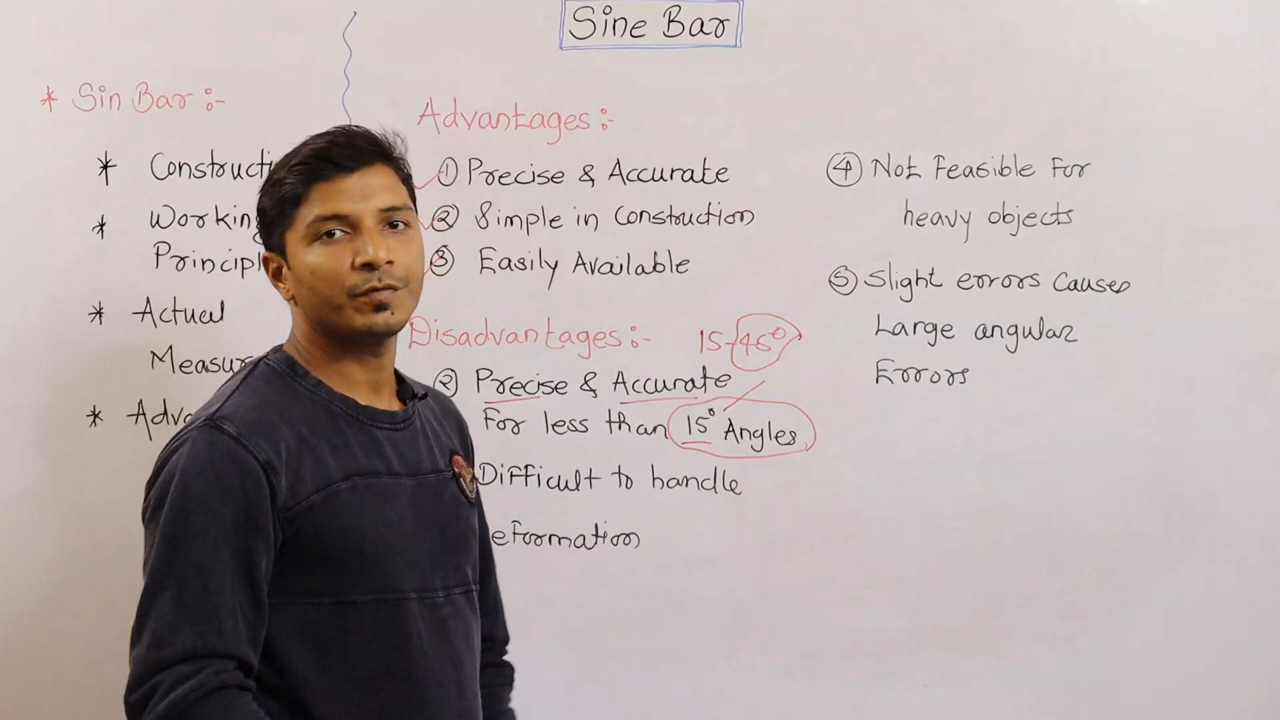 Sine Bar
* Sin Bar :-
* Constructi
* Working
Principl
* Actual
Measur
* Adva
Advantages :-
① Precise & Accurate
② Simple in Construction
③ Easily Available
Disadvantages :- 15-45°
② Precise & Accurate
For less than 15° Angles
Difficult to handle
eformation
④ Not Feasible For
heavy objects
⑤ Slight errors Causes
Large angular
Errors